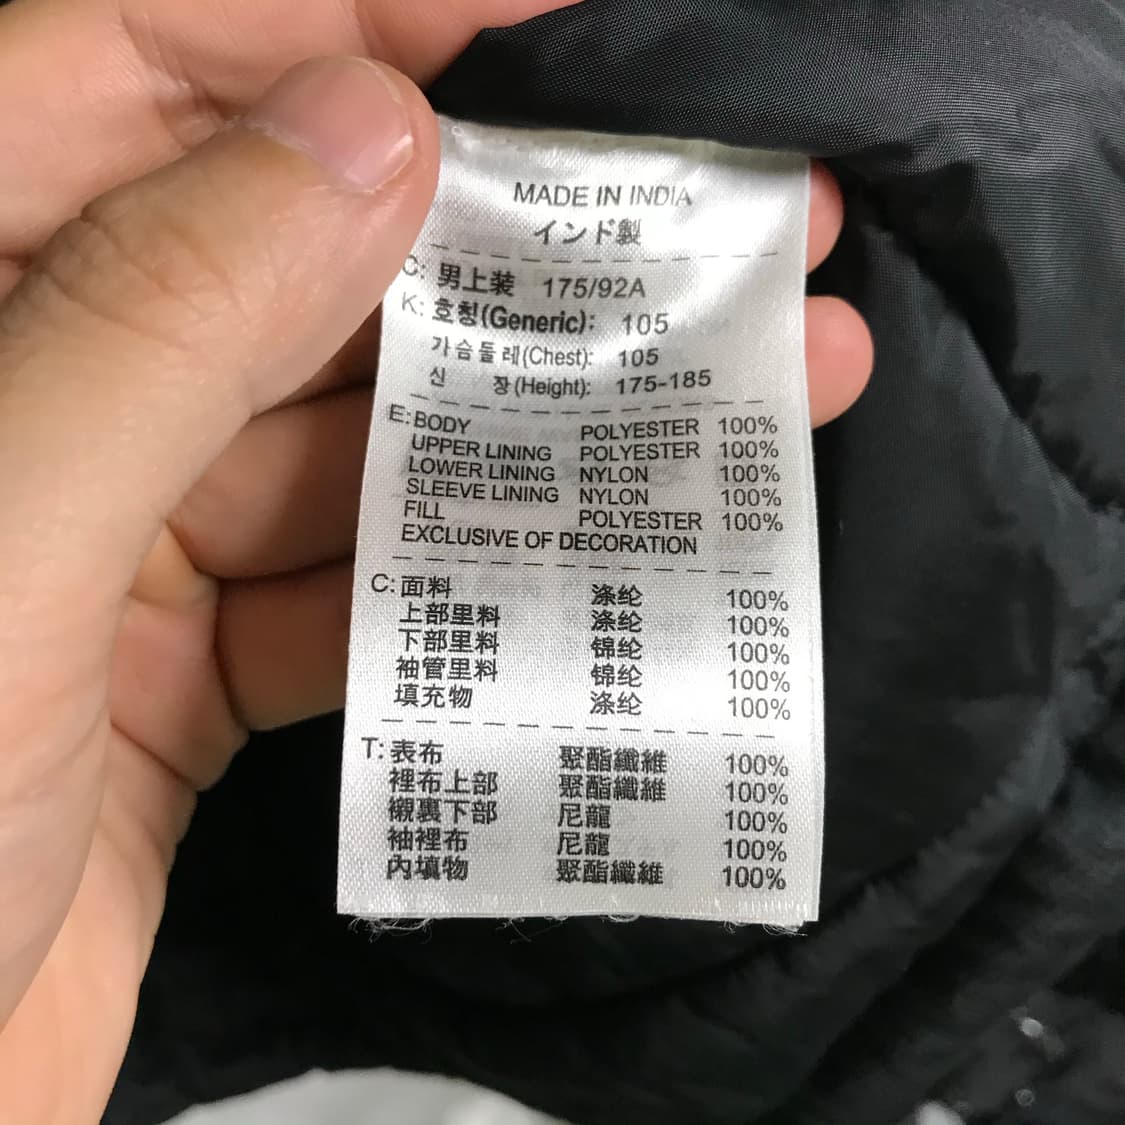 MADE IN INDIA
インド製
C: 男上装 175/92A
K: 호칭(Generic): 105
가슴둘레(Chest): 105
신 장(Height): 175-185
E: BODY POLYESTER 100%
UPPER LINING POLYESTER 100%
LOWER LINING NYLON 100%
SLEEVE LINING NYLON 100%
FILL POLYESTER 100%
EXCLUSIVE OF DECORATION
C: 面料 涤纶 100%
上部里料 涤纶 100%
下部里料 锦纶 100%
袖管里料 锦纶 100%
填充物 涤纶 100%
T: 表布 聚酯纖維 100%
裡布上部 聚酯纖維 100%
襯裏下部 尼龍 100%
袖裡布 尼龍 100%
內填物 聚酯纖維 100%